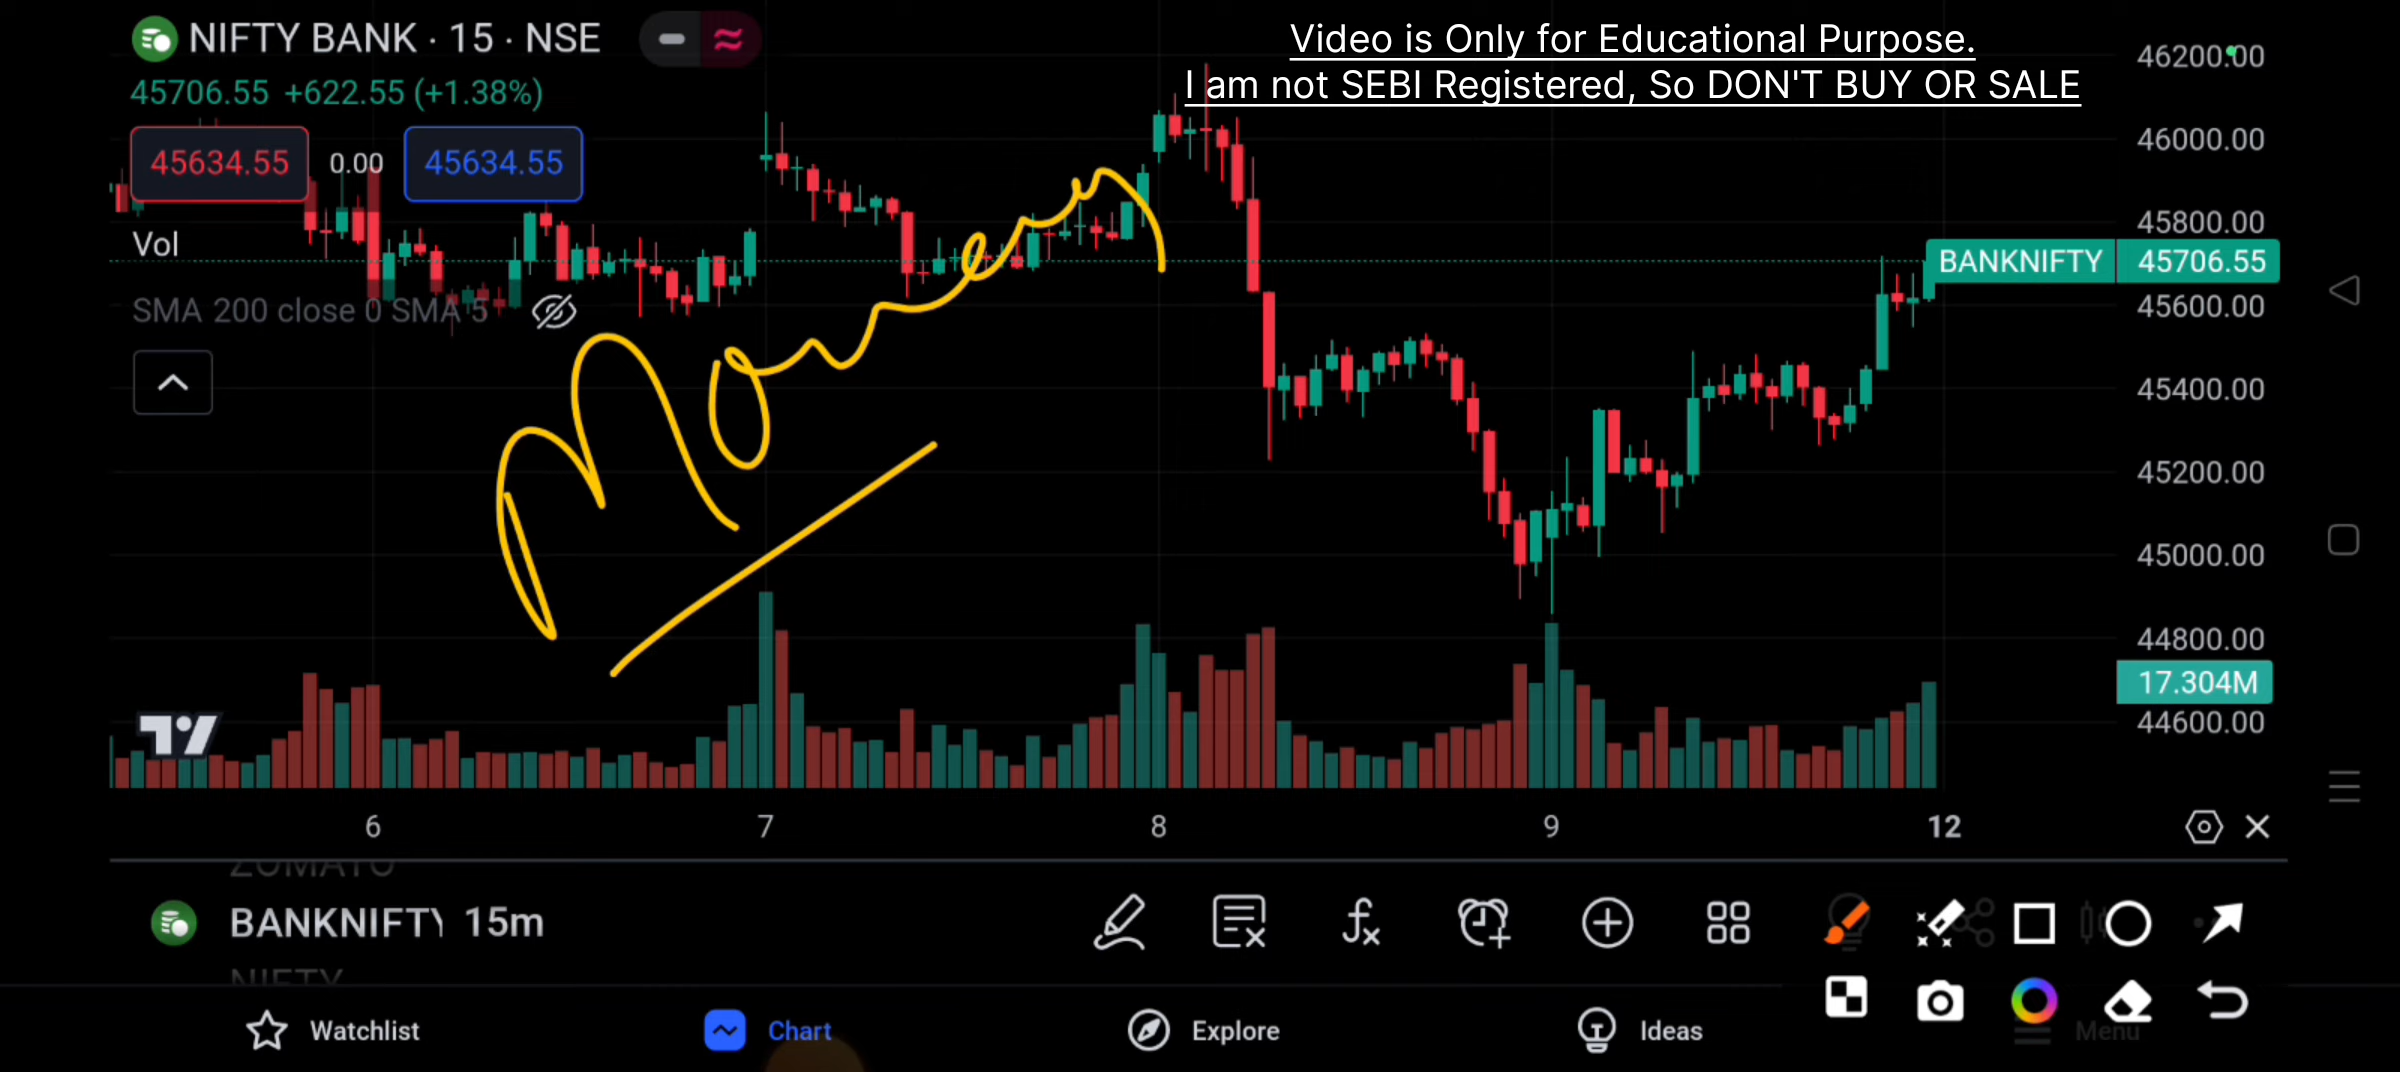 NIFTY BANK · 15 · NSE
Video is Only for Educational Purpose.
I am not SEBI Registered, So DON'T BUY OR SALE
45706.55 +622.55 (+1.38%)
45634.55 0.00 45634.55
Vol
SMA 200 close 0 SMA 5
46200.00
46000.00
45800.00
BANKNIFTY 45706.55
45600.00
45400.00
45200.00
45000.00
44800.00
17.304M
44600.00
6 7 8 9 12
ZOMATO
BANKNIFTY 15m
NIFTY
Watchlist Chart Explore Ideas Menu